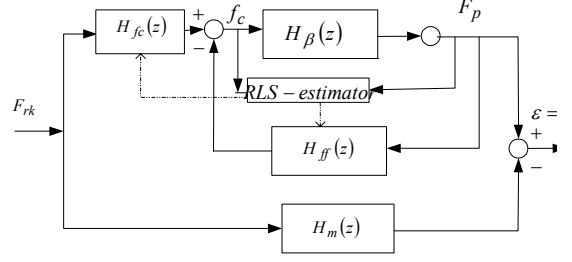 H_fc(z) + f_c H_β(z) F_p
−
F_rk RLS − estimator ε =
+
H_ff(z) −
H_m(z)